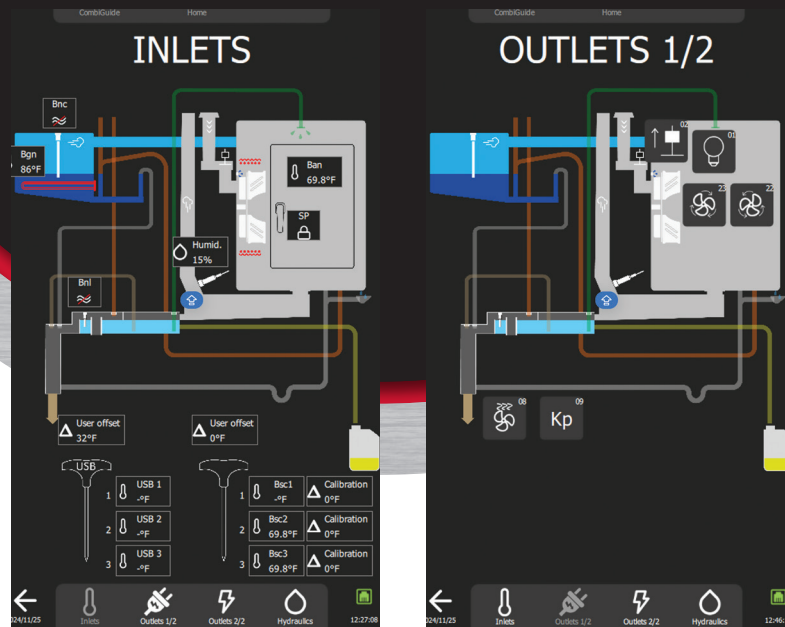 CombiGuide Home
INLETS
Bnc
Bgn
86°F
Ban
69.8°F
SP
Humid.
15%
Bnl
User offset
32°F
User offset
0°F
USB
1 USB 1
-°F
2 USB 2
-°F
3 USB 3
-°F
1 Bsc1
-°F
Calibration
0°F
2 Bsc2
69.8°F
Calibration
0°F
3 Bsc3
69.8°F
Calibration
0°F
Inlets Outlets 1/2 Outlets 2/2 Hydraulics
024/11/25 12:27:08
CombiGuide Home
OUTLETS 1/2
02
01
23
22
08
09
Kp
Inlets Outlets 1/2 Outlets 2/2 Hydraulics
024/11/25 12:46: